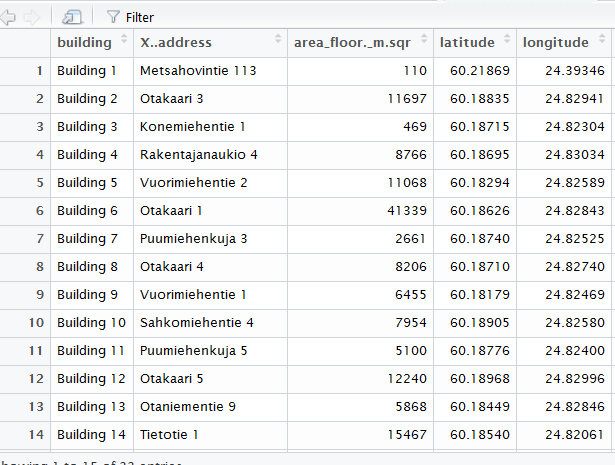 Filter
building X..address area_floor._m.sqr. latitude longitude
1 Building 1 Metsahovintie 113 110 60.21869 24.39346
2 Building 2 Otakaari 3 11697 60.18835 24.82941
3 Building 3 Konemiehentie 1 469 60.18715 24.82304
4 Building 4 Rakentajanaukio 4 8766 60.18695 24.83034
5 Building 5 Vuorimiehentie 2 11068 60.18294 24.82589
6 Building 6 Otakaari 1 41339 60.18626 24.82843
7 Building 7 Puumiehenkuja 3 2661 60.18740 24.82525
8 Building 8 Otakaari 4 8206 60.18710 24.82740
9 Building 9 Vuorimiehentie 1 6455 60.18179 24.82469
10 Building 10 Sahkomiehentie 4 7954 60.18905 24.82580
11 Building 11 Puumiehenkuja 5 5100 60.18776 24.82400
12 Building 12 Otakaari 5 12240 60.18968 24.82996
13 Building 13 Otaniementie 9 5868 60.18449 24.82846
14 Building 14 Tietotie 1 15467 60.18540 24.82061